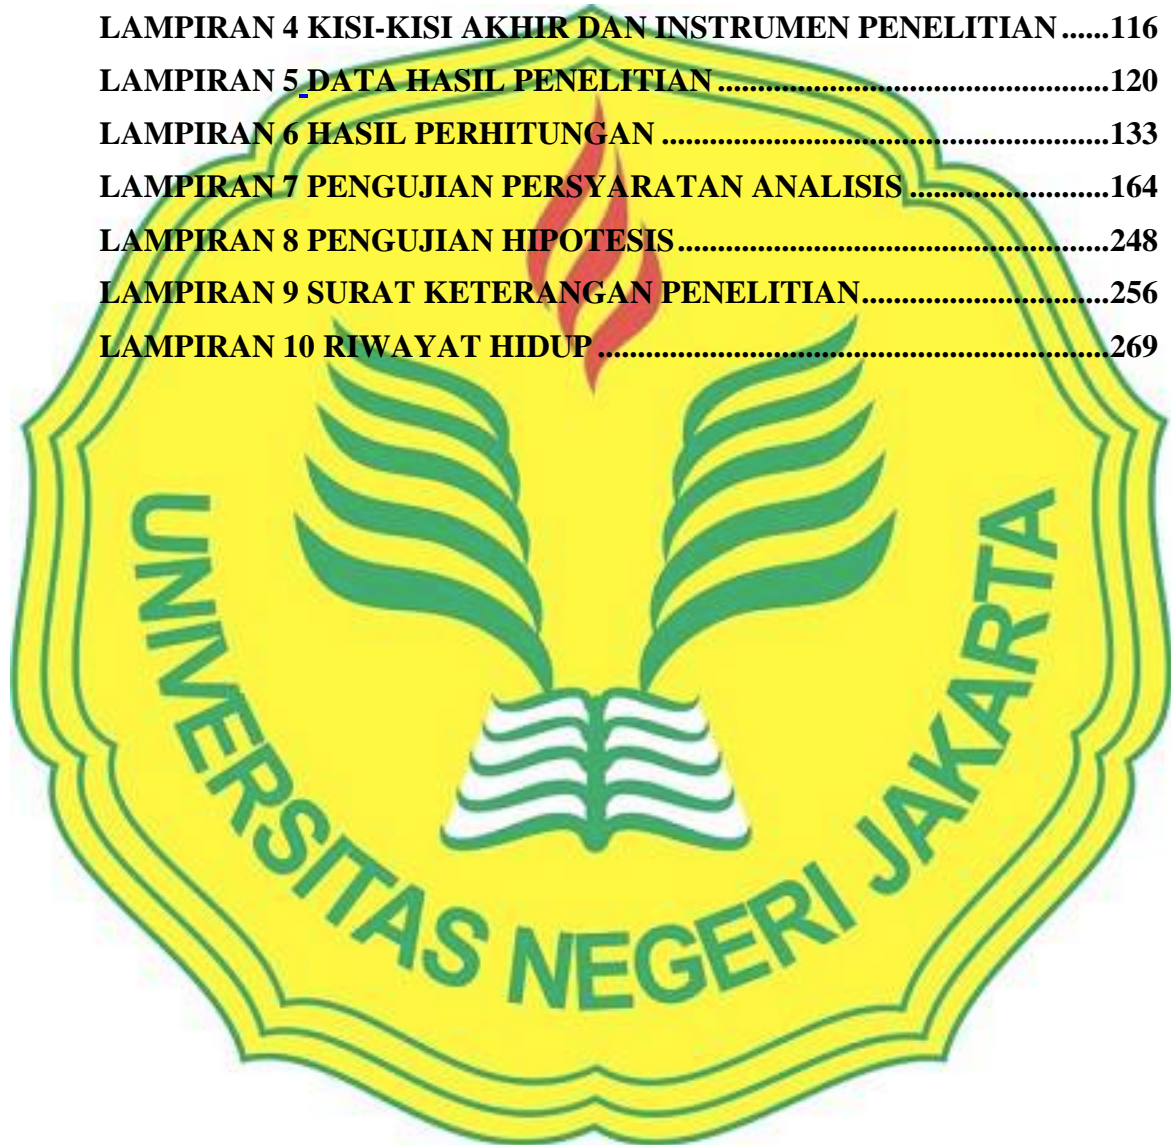 LAMPIRAN 4 KISI-KISI AKHIR DAN INSTRUMEN PENELITIAN ......116
LAMPIRAN 5 DATA HASIL PENELITIAN ..........................................................120
LAMPIRAN 6 HASIL PERHITUNGAN ..................................................................133
LAMPIRAN 7 PENGUJIAN PERSYARATAN ANALISIS ..............................164
LAMPIRAN 8 PENGUJIAN HIPOTESIS ................................................................248
LAMPIRAN 9 SURAT KETERANGAN PENELITIAN.....................................256
LAMPIRAN 10 RIWAYAT HIDUP ...........................................................................269
UNIVERSITAS NEGERI JAKARTA